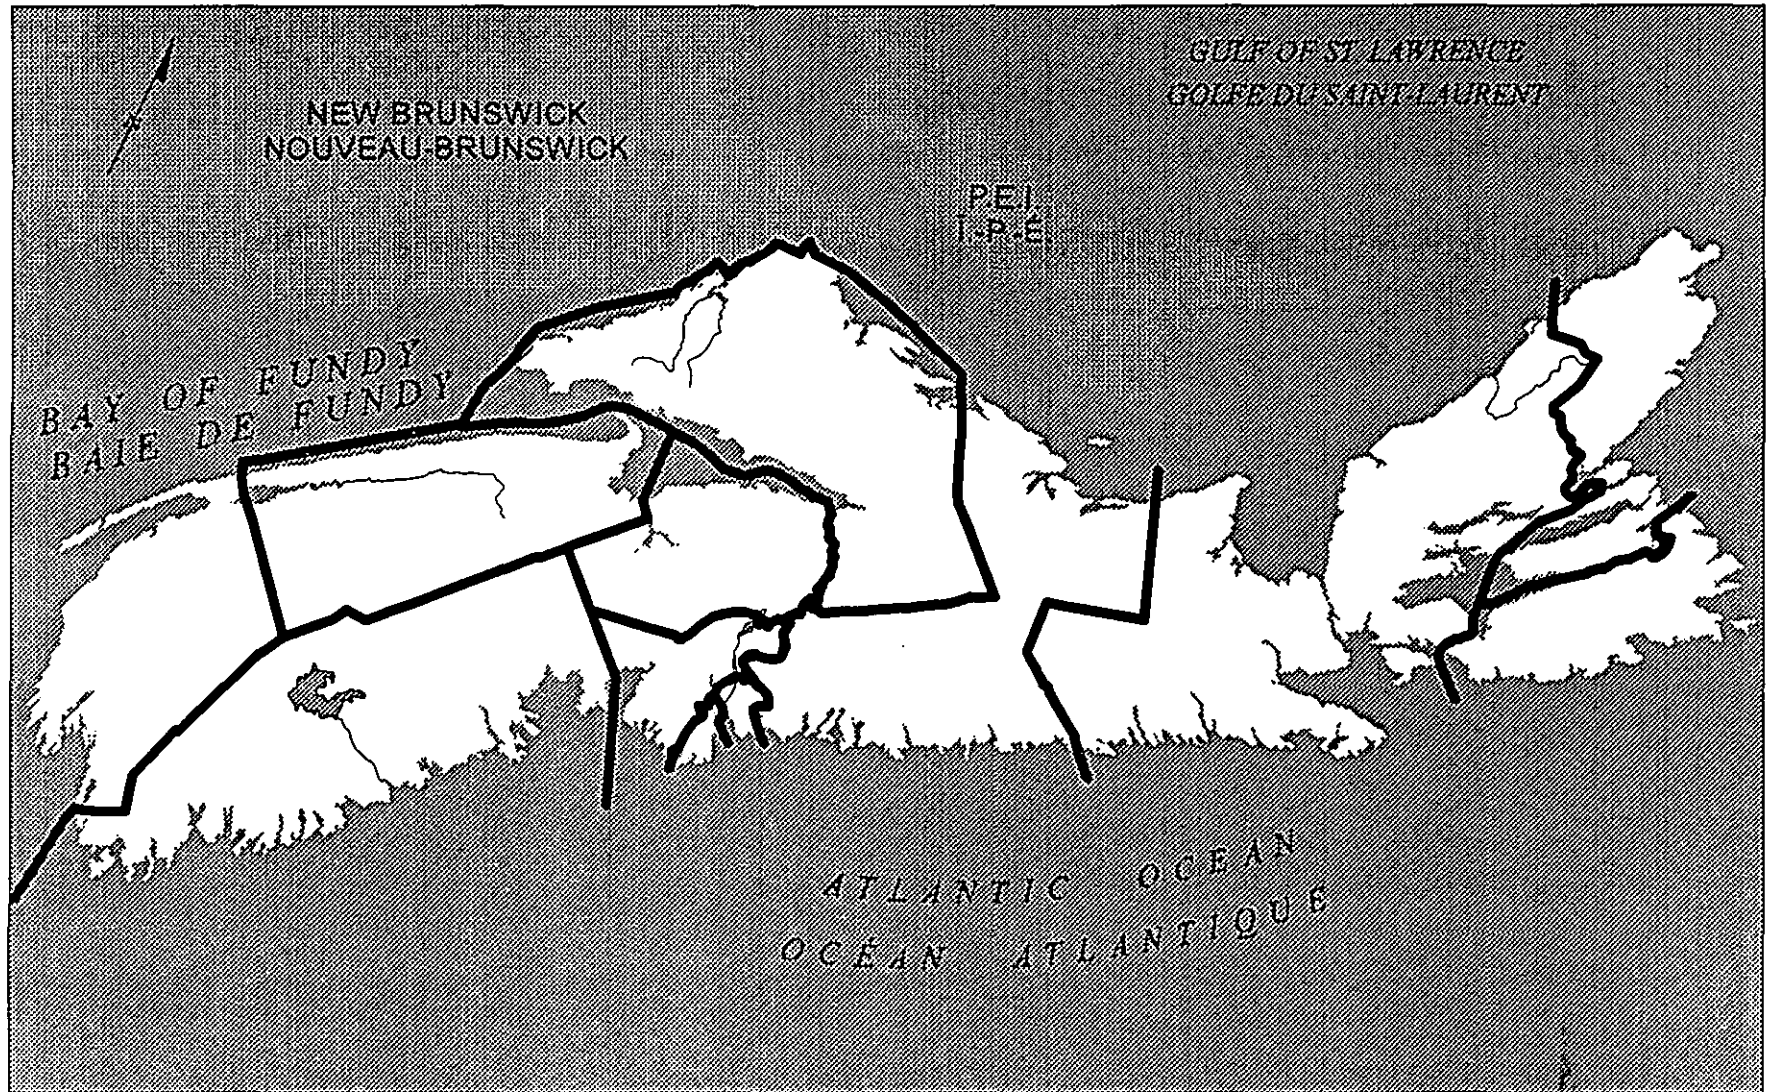 GULF OF ST. LAWRENCE
GOLFE DU SAINT-LAURENT
NEW BRUNSWICK
NOUVEAU-BRUNSWICK
P.E.I.
Î.-P.-É.
BAY OF FUNDY
BAIE DE FUNDY
ATLANTIC OCEAN
OCÉAN ATLANTIQUE